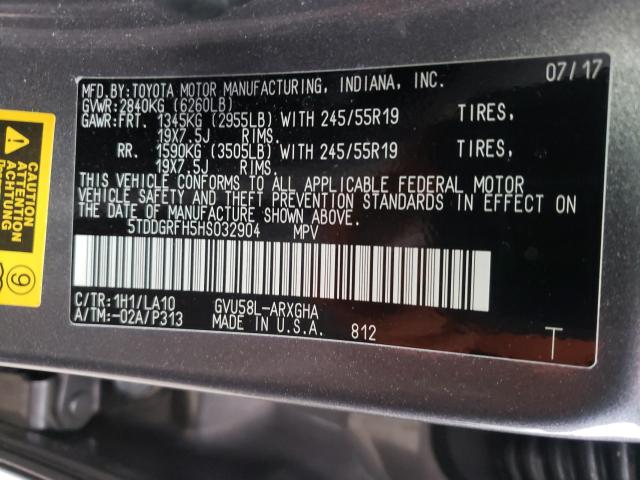 MFD.BY:TOYOTA MOTOR MANUFACTURING, INDIANA, INC. 07/17
GVWR:2840KG (6260LB)
GAWR:FRT. 1345KG (2955LB) WITH 245/55R19 TIRES,
19X7.5J RIMS.
RR. 1590KG (3505LB) WITH 245/55R19 TIRES,
19X7.5J RIMS.
THIS VEHICLE CONFORMS TO ALL APPLICABLE FEDERAL MOTOR
VEHICLE SAFETY AND THEFT PREVENTION STANDARDS IN EFFECT ON
THE DATE OF MANUFACTURE SHOWN ABOVE.
5TDDGRFH5HS032904 MPV
C/TR:1H1/LA10 GVU58L-ARXGHA
A/TM:-02A/P313 MADE IN U.S.A. 812
T
CAUTION
ATTENTION
ACHTUNG
9